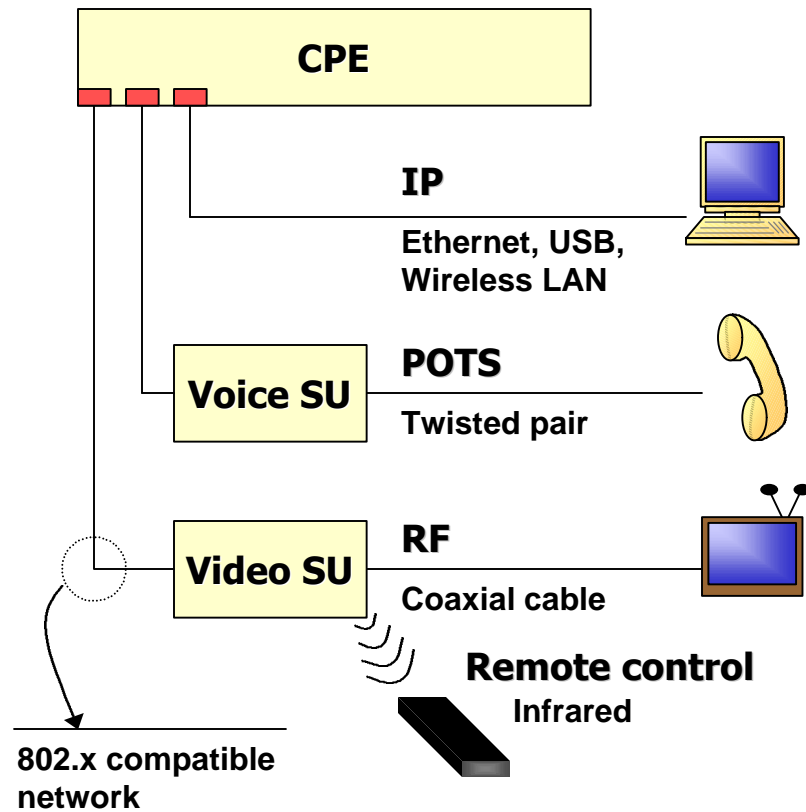 CPE
IP
Ethernet, USB,
Wireless LAN
POTS
Voice SU
Twisted pair
RF
Video SU
Coaxial cable
Remote control
Infrared
802.x compatible
network